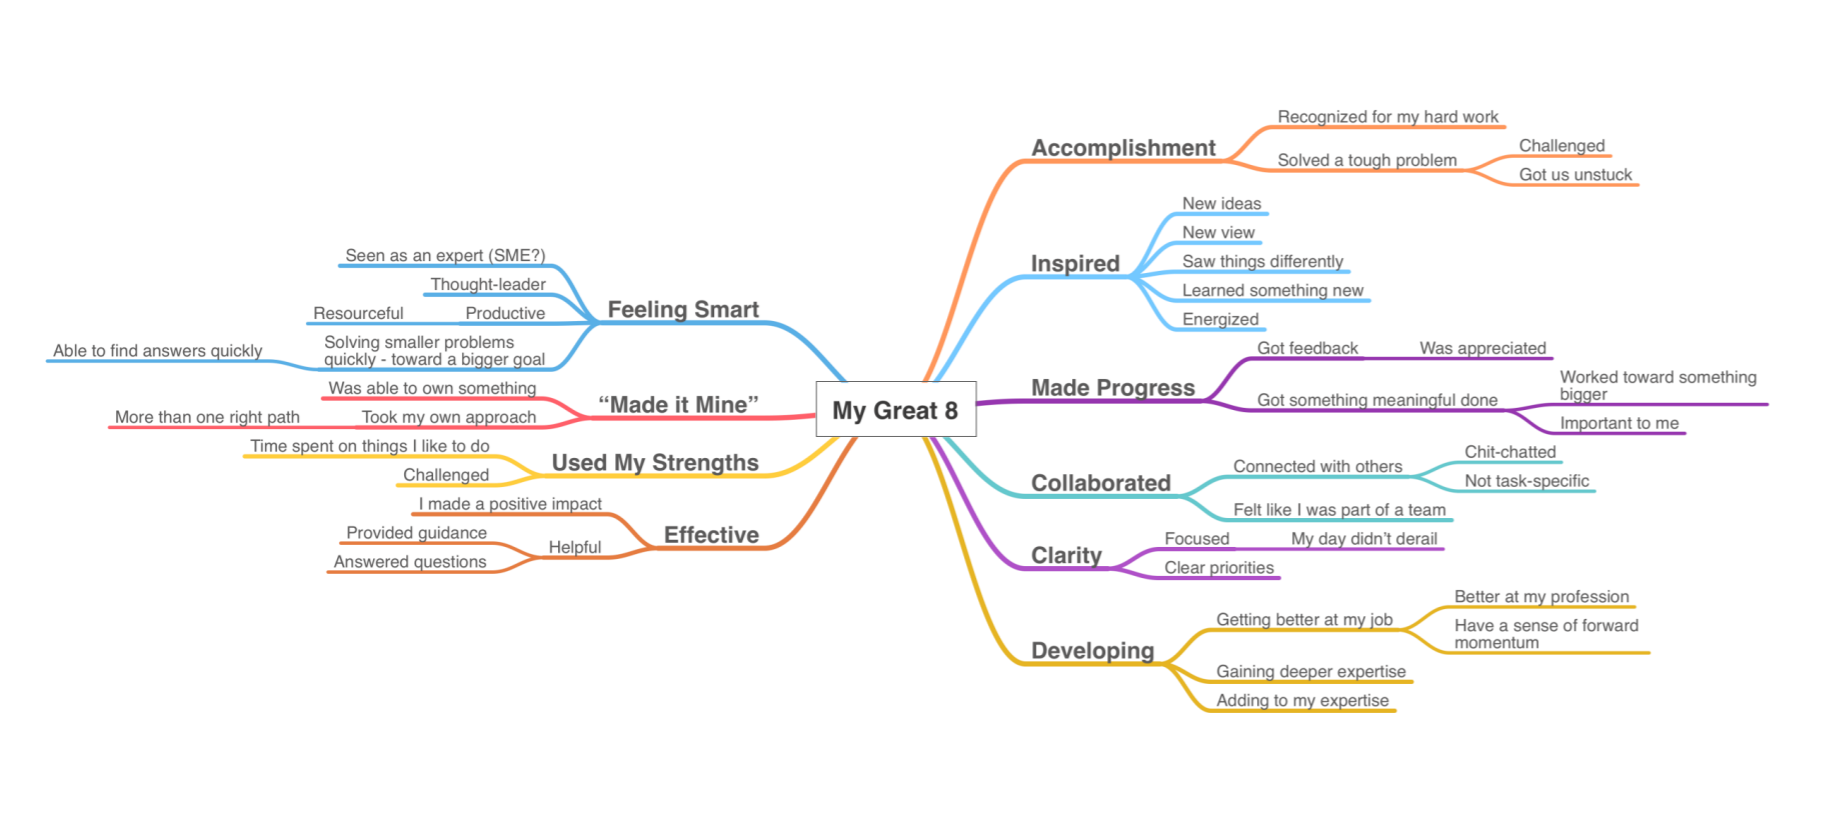 My Great 8
Accomplishment
Recognized for my hard work
Solved a tough problem
Challenged
Got us unstuck
Inspired
New ideas
New view
Saw things differently
Learned something new
Energized
Made Progress
Got feedback
Was appreciated
Got something meaningful done
Worked toward something
bigger
Important to me
Collaborated
Connected with others
Chit-chatted
Not task-specific
Felt like I was part of a team
Clarity
Focused
My day didn’t derail
Clear priorities
Developing
Getting better at my job
Better at my profession
Have a sense of forward
momentum
Gaining deeper expertise
Adding to my expertise
Feeling Smart
Seen as an expert (SME?)
Thought-leader
Productive
Resourceful
Solving smaller problems
quickly - toward a bigger goal
Able to find answers quickly
“Made it Mine”
Was able to own something
Took my own approach
More than one right path
Used My Strengths
Time spent on things I like to do
Challenged
Effective
I made a positive impact
Helpful
Provided guidance
Answered questions